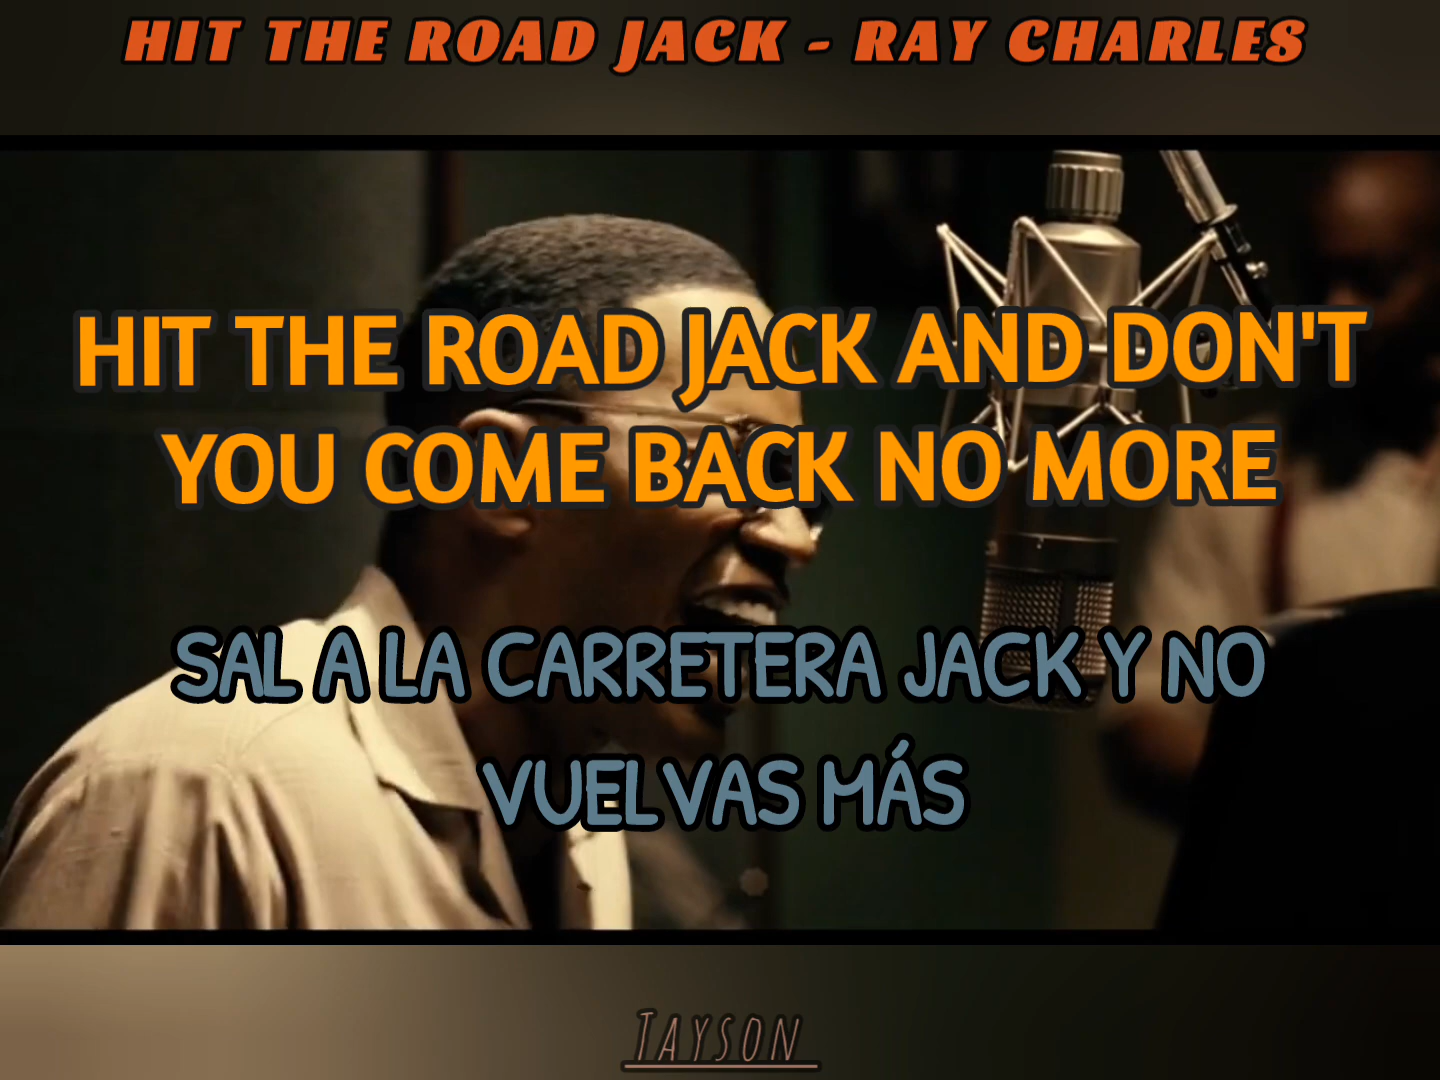 HIT THE ROAD JACK - RAY CHARLES
HIT THE ROAD JACK AND DON'T
YOU COME BACK NO MORE
SAL A LA CARRETERA JACK Y NO
VUELVAS MÁS
TAYSON